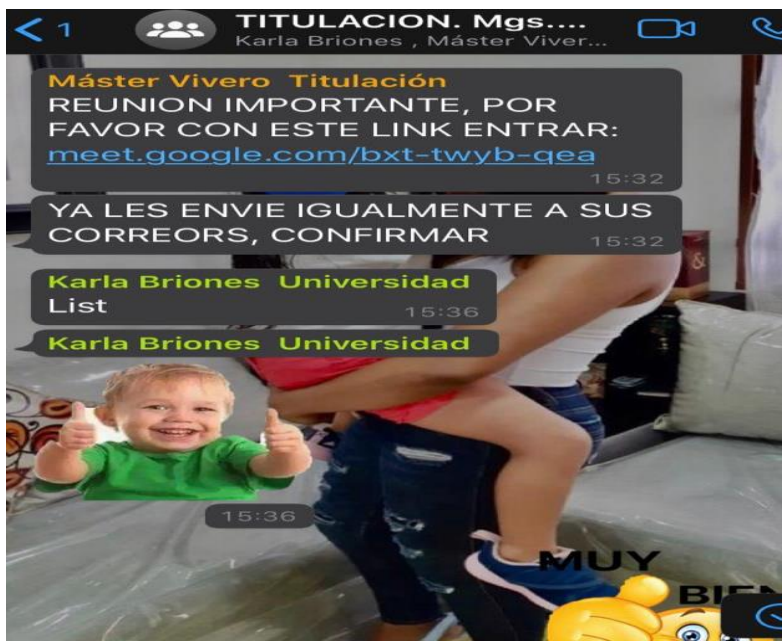 1
TITULACION. Mgs....
Karla Briones , Máster Viver...
Máster Vivero Titulación
REUNION IMPORTANTE, POR
FAVOR CON ESTE LINK ENTRAR:
meet.google.com/bxt-twyb-qea
15:32
YA LES ENVIE IGUALMENTE A SUS
CORREORS, CONFIRMAR
15:32
Karla Briones Universidad
List
15:36
Karla Briones Universidad
15:36
MUY